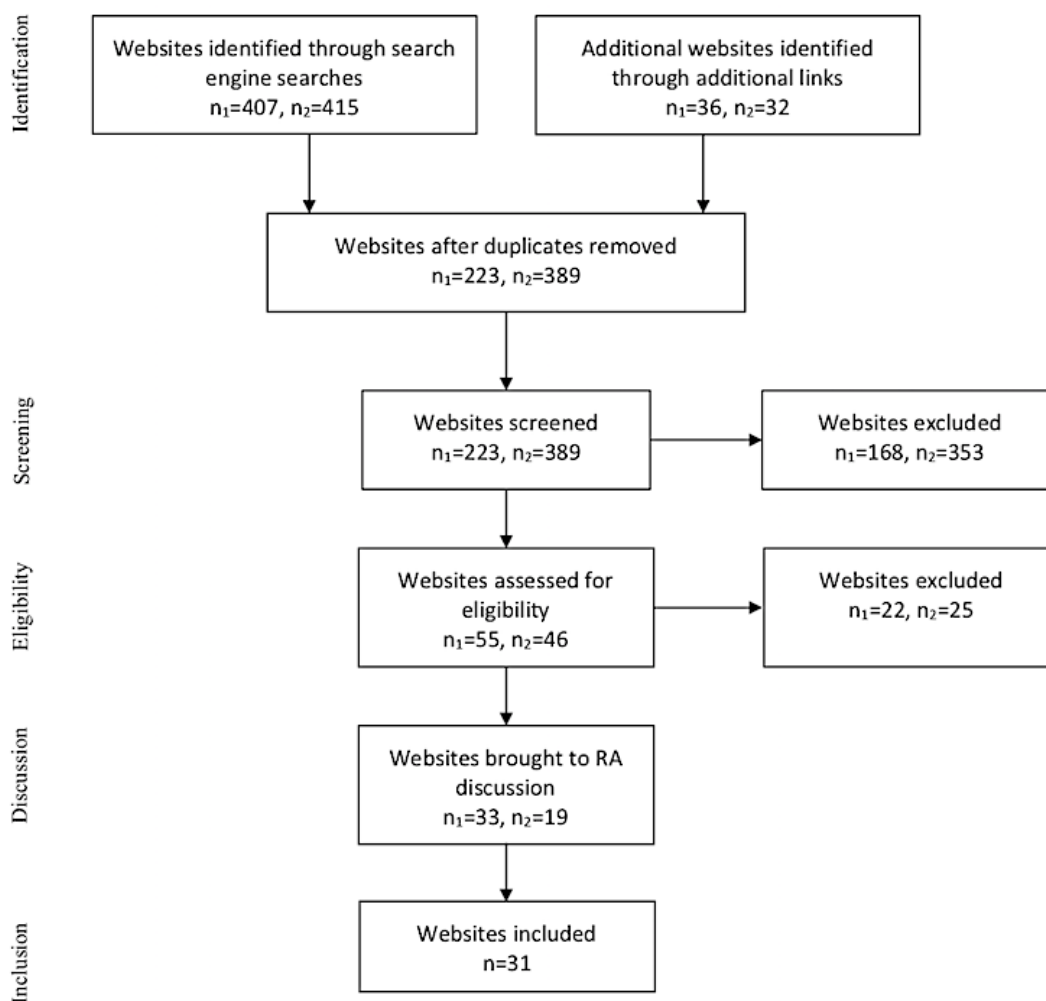 Identification
Websites identified through search
engine searches
n₁=407, n₂=415
Additional websites identified
through additional links
n₁=36, n₂=32
Websites after duplicates removed
n₁=223, n₂=389
Screening
Websites screened
n₁=223, n₂=389
Websites excluded
n₁=168, n₂=353
Eligibility
Websites assessed for
eligibility
n₁=55, n₂=46
Websites excluded
n₁=22, n₂=25
Discussion
Websites brought to RA
discussion
n₁=33, n₂=19
Inclusion
Websites included
n=31